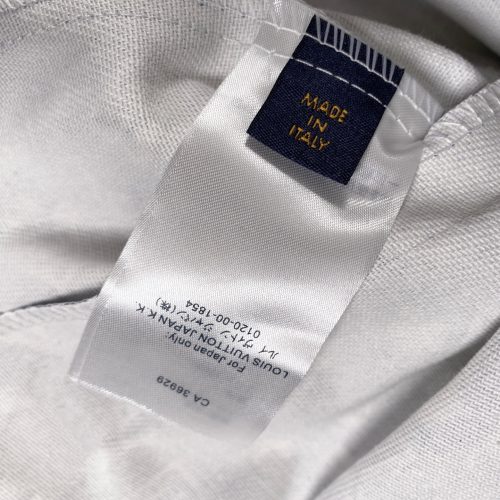 MADE
IN
ITALY
For Japan only:
LOUIS VUITTON JAPAN K.K.
ルイ ヴィトン ジャパン(株)
0120-00-1854
CA 36929